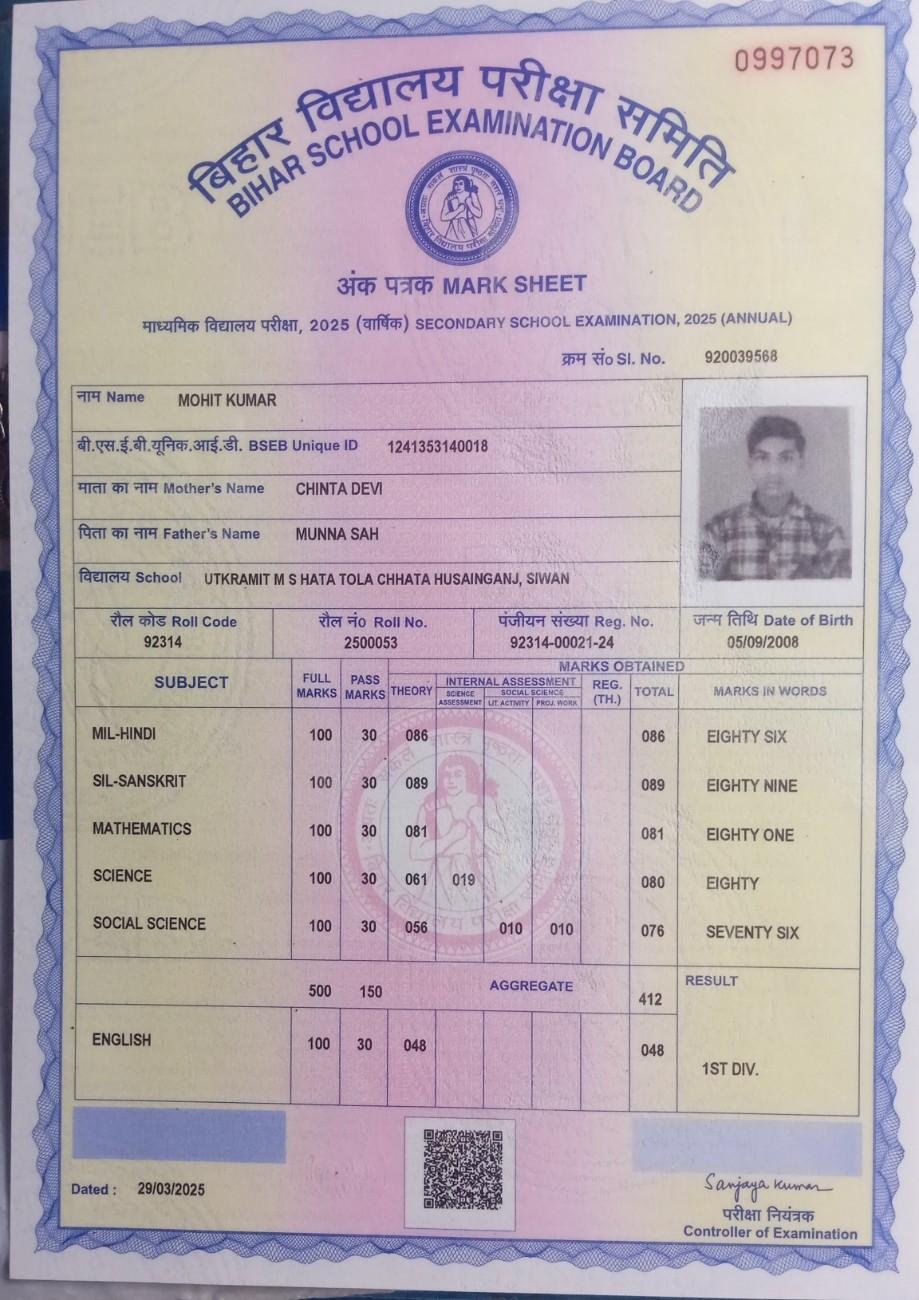 0997073
बिहार विद्यालय परीक्षा समिति
BIHAR SCHOOL EXAMINATION BOARD
अंक पत्रक MARK SHEET
माध्यमिक विद्यालय परीक्षा, 2025 (वार्षिक) SECONDARY SCHOOL EXAMINATION, 2025 (ANNUAL)
क्रम सं० Sl. No. 920039568
नाम Name MOHIT KUMAR
बी.एस.ई.बी.यूनिक.आई.डी. BSEB Unique ID 1241353140018
माता का नाम Mother's Name CHINTA DEVI
पिता का नाम Father's Name MUNNA SAH
विद्यालय School UTKRAMIT M S HATA TOLA CHHATA HUSAINGANJ, SIWAN
रौल कोड Roll Code रौल नं० Roll No. पंजीयन संख्या Reg. No. जन्म तिथि Date of Birth
92314 2500053 92314-00021-24 05/09/2008
MARKS OBTAINED
SUBJECT FULL MARKS PASS MARKS THEORY INTERNAL ASSESSMENT REG. (TH.) TOTAL MARKS IN WORDS
SCIENCE ASSESSMENT SOCIAL SCIENCE
LIT. ACTIVITY PROJ. WORK
MIL-HINDI 100 30 086 086 EIGHTY SIX
SIL-SANSKRIT 100 30 089 089 EIGHTY NINE
MATHEMATICS 100 30 081 081 EIGHTY ONE
SCIENCE 100 30 061 019 080 EIGHTY
SOCIAL SCIENCE 100 30 056 010 010 076 SEVENTY SIX
500 150 AGGREGATE 412 RESULT
ENGLISH 100 30 048 048
1ST DIV.
Dated : 29/03/2025
Sanjaya Kumar
परीक्षा नियंत्रक
Controller of Examination